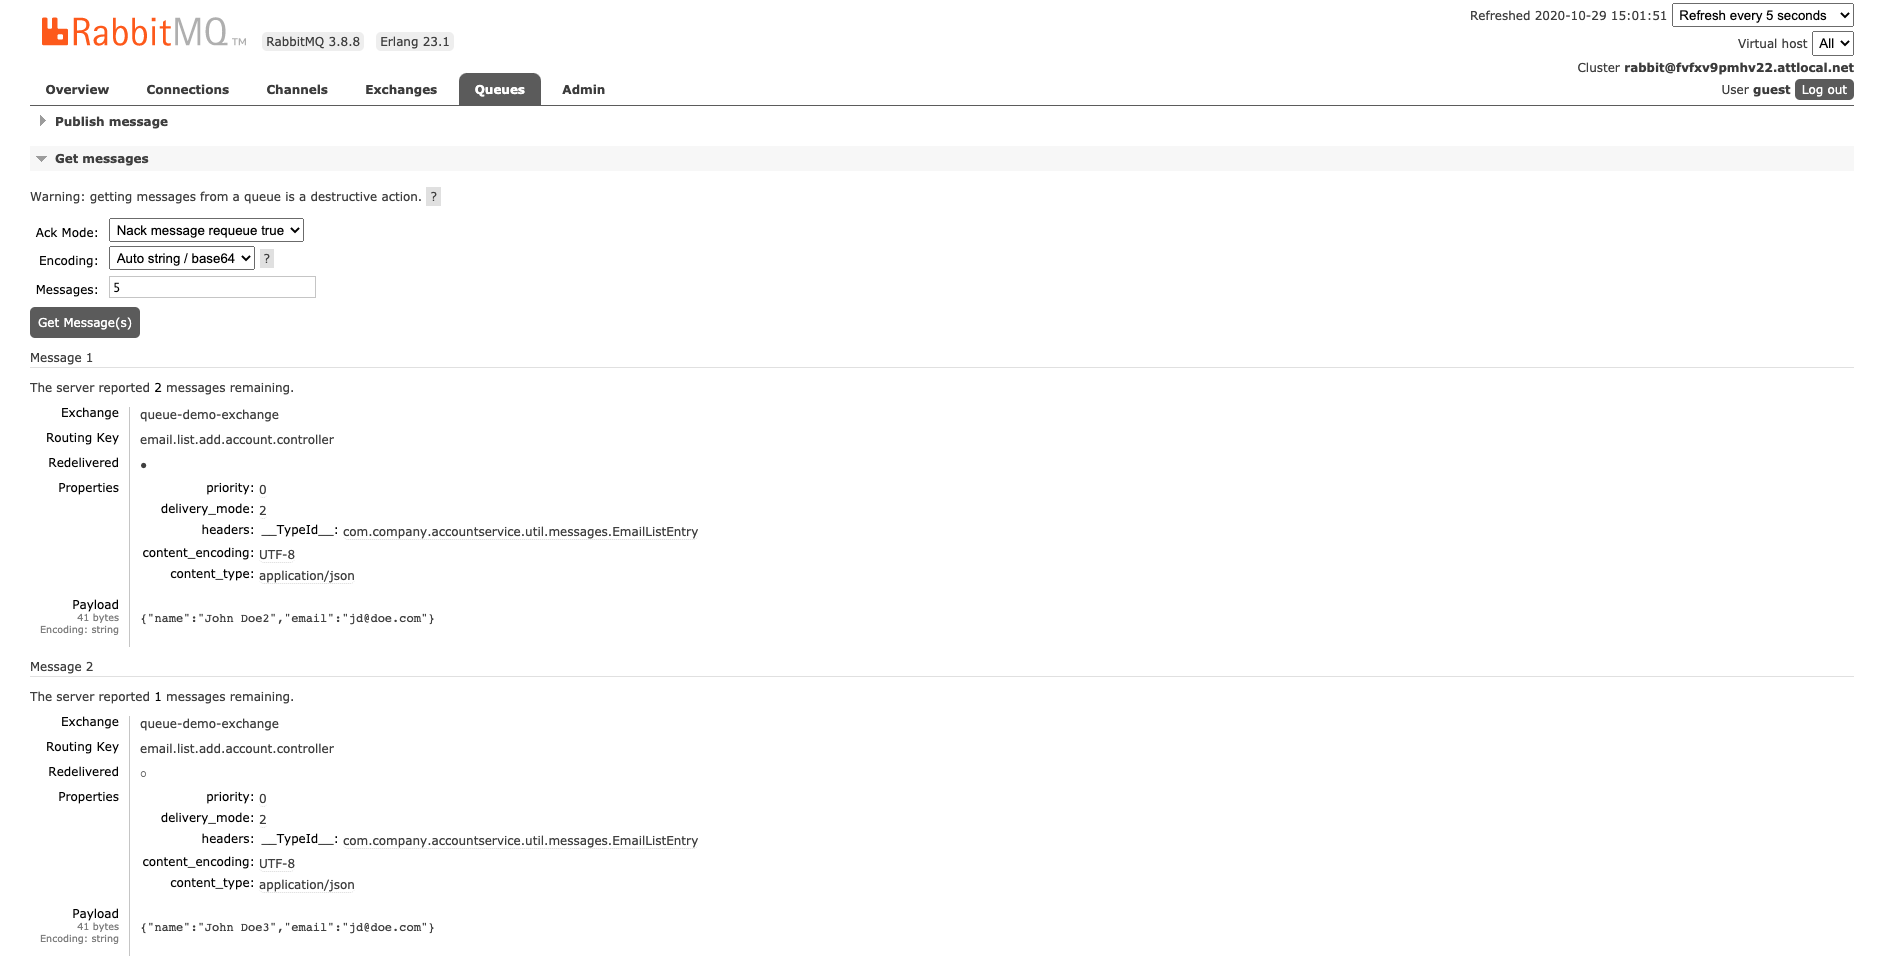 RabbitMQ TM RabbitMQ 3.8.8 Erlang 23.1
Refreshed 2020-10-29 15:01:51 Refresh every 5 seconds
Virtual host All
Cluster rabbit@fvfxv9pmhv22.attlocal.net
User guest Log out
Overview Connections Channels Exchanges Queues Admin
Publish message
Get messages
Warning: getting messages from a queue is a destructive action. ?
Ack Mode: Nack message requeue true
Encoding: Auto string / base64 ?
Messages: 5
Get Message(s)
Message 1
The server reported 2 messages remaining.
Exchange queue-demo-exchange
Routing Key email.list.add.account.controller
Redelivered ●
Properties priority: 0
delivery_mode: 2
headers: __TypeId__: com.company.accountservice.util.messages.EmailListEntry
content_encoding: UTF-8
content_type: application/json
Payload
41 bytes
Encoding: string
{"name":"John Doe2","email":"jd@doe.com"}
Message 2
The server reported 1 messages remaining.
Exchange queue-demo-exchange
Routing Key email.list.add.account.controller
Redelivered ○
Properties priority: 0
delivery_mode: 2
headers: __TypeId__: com.company.accountservice.util.messages.EmailListEntry
content_encoding: UTF-8
content_type: application/json
Payload
41 bytes
Encoding: string
{"name":"John Doe3","email":"jd@doe.com"}